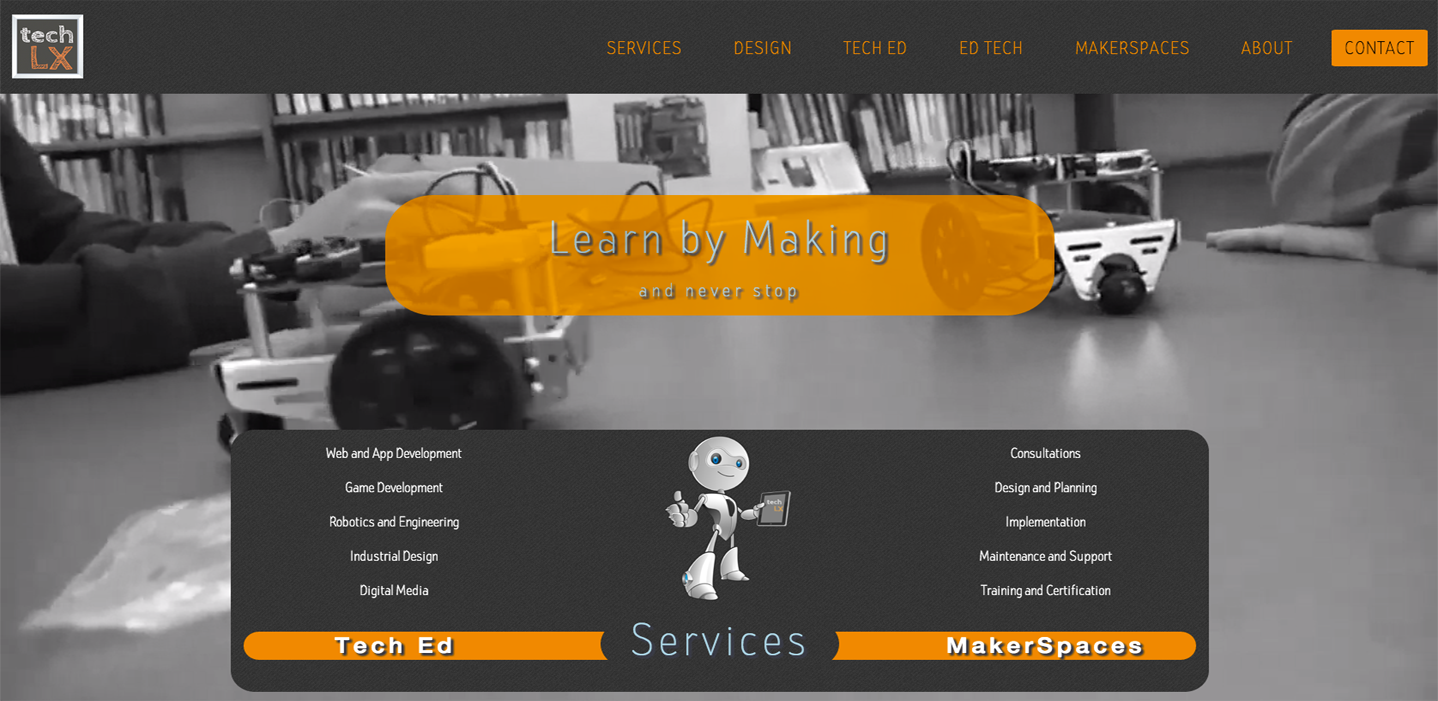 tech
LX
SERVICES DESIGN TECH ED ED TECH MAKERSPACES ABOUT CONTACT
Learn by Making
and never stop
Web and App Development
Game Development
Robotics and Engineering
Industrial Design
Digital Media
tech
LX
Consultations
Design and Planning
Implementation
Maintenance and Support
Training and Certification
Tech Ed
Services
MakerSpaces